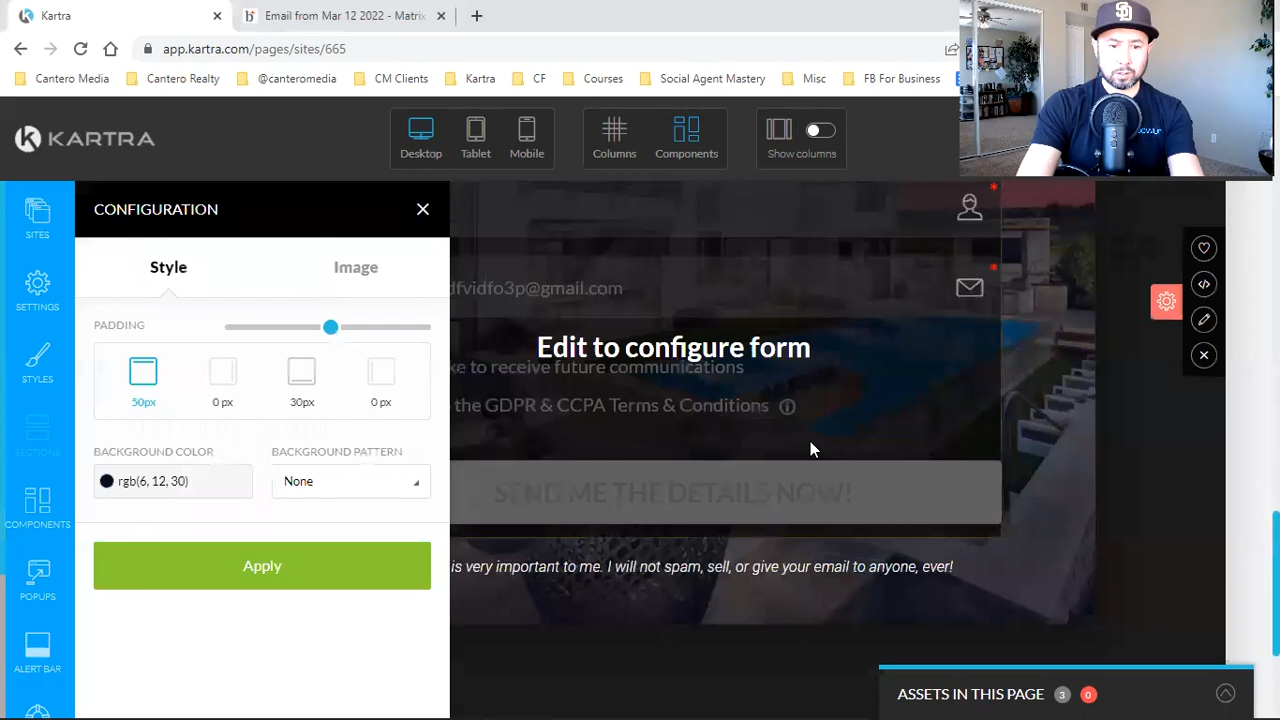 Kartra
Email from Mar 12 2022 - Matrix
app.kartra.com/pages/sites/665
Cantero Media
Cantero Realty
@canteromedia
CM Clie
Kartra
CF
Courses
Social Agent Mastery
Misc
FB For Business
KARTRA
Desktop
Tablet
Mobile
Columns
Components
Show columns
SITES
SETTINGS
STYLES
SECTIONS
COMPONENTS
POPUPS
ALERT BAR
CONFIGURATION
Style
Image
PADDING
50px
0 px
30px
0 px
BACKGROUND COLOR
BACKGROUND PATTERN
rgb(6, 12, 30)
None
Apply
dfvidfo3p@gmail.com
Edit to configure form
ke to receive future communications
the GDPR & CCPA Terms & Conditions
SEND ME THE DETAILS NOW!
is very important to me. I will not spam, sell, or give your email to anyone, ever!
ASSETS IN THIS PAGE 3 0
SD